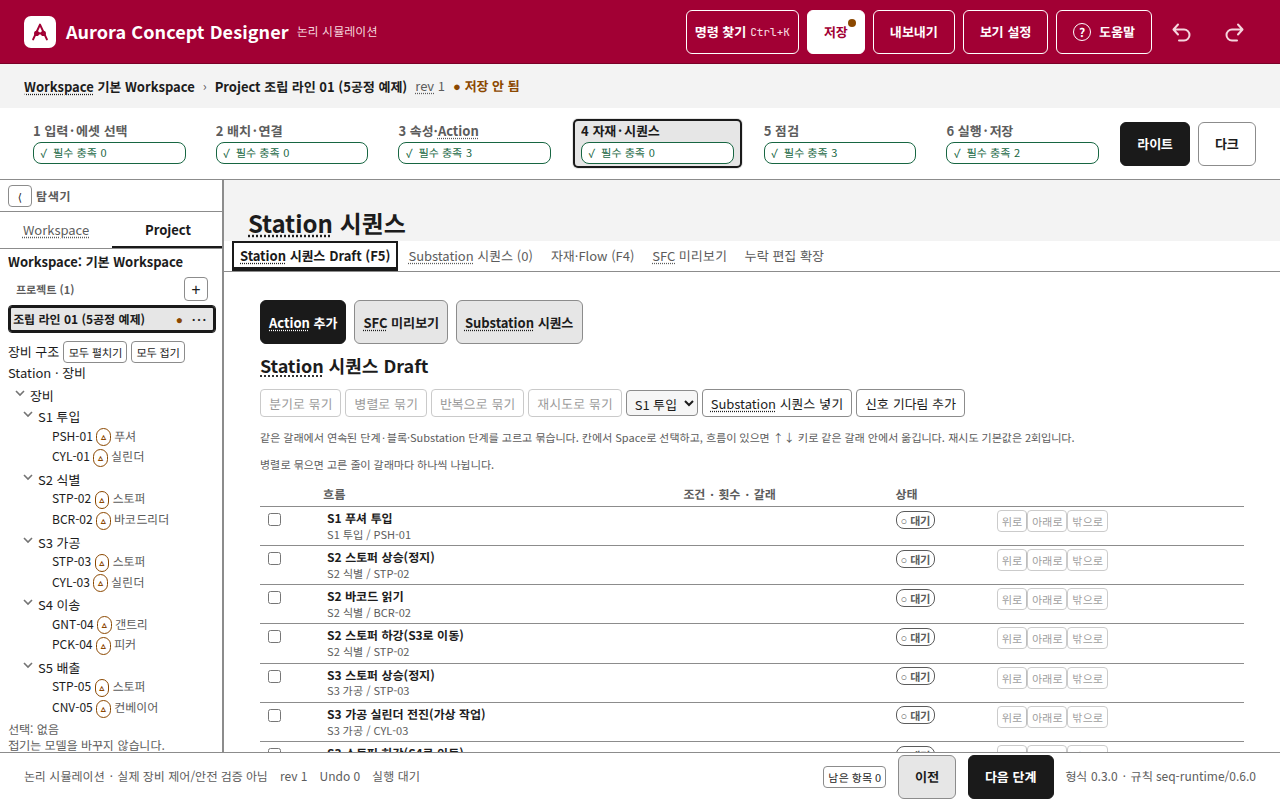 Aurora Concept Designer 논리 시뮬레이션 명령 찾기 Ctrl+K 저장 내보내기 보기 설정 ? 도움말
Workspace 기본 Workspace › Project 조립 라인 01 (5공정 예제) rev 1 ● 저장 안 됨
1 입력·에셋 선택 2 배치·연결 3 속성·Action 4 자재·시퀀스 5 점검 6 실행·저장
✓ 필수 충족 0 ✓ 필수 충족 0 ✓ 필수 충족 3 ✓ 필수 충족 0 ✓ 필수 충족 3 ✓ 필수 충족 2 라이트 다크
⟨ 탐색기
Workspace Project
Workspace: 기본 Workspace
프로젝트 (1) +
조립 라인 01 (5공정 예제) ● ···
장비 구조 모두 펼치기 모두 접기
Station · 장비
장비
S1 투입
PSH-01 푸셔
CYL-01 실린더
S2 식별
STP-02 스토퍼
BCR-02 바코드리더
S3 가공
STP-03 스토퍼
CYL-03 실린더
S4 이송
GNT-04 갠트리
PCK-04 피커
S5 배출
STP-05 스토퍼
CNV-05 컨베이어
선택: 없음
접기는 모델을 바꾸지 않습니다.
Station 시퀀스
Station 시퀀스 Draft (F5) Substation 시퀀스 (0) 자재·Flow (F4) SFC 미리보기 누락 편집 확장
Action 추가 SFC 미리보기 Substation 시퀀스
Station 시퀀스 Draft
분기로 묶기 병렬로 묶기 반복으로 묶기 재시도로 묶기 S1 투입 Substation 시퀀스 넣기 신호 기다림 추가
같은 갈래에서 연속된 단계·블록·Substation 단계를 고르고 묶습니다. 칸에서 Space로 선택하고, 흐름이 있으면 ↑↓ 키로 같은 갈래 안에서 옮깁니다. 재시도 기본값은 2회입니다.
병렬로 묶으면 고른 줄이 갈래마다 하나씩 나뉩니다.
흐름 조건 · 횟수 · 갈래 상태
S1 푸셔 투입 ○ 대기 위로 아래로 밖으로
S1 투입 / PSH-01
S2 스토퍼 상승(정지) ○ 대기 위로 아래로 밖으로
S2 식별 / STP-02
S2 바코드 읽기 ○ 대기 위로 아래로 밖으로
S2 식별 / BCR-02
S2 스토퍼 하강(S3로 이동) ○ 대기 위로 아래로 밖으로
S2 식별 / STP-02
S3 스토퍼 상승(정지) ○ 대기 위로 아래로 밖으로
S3 가공 / STP-03
S3 가공 실린더 전진(가상 작업) ○ 대기 위로 아래로 밖으로
S3 가공 / CYL-03
논리 시뮬레이션 · 실제 장비 제어/안전 검증 아님 rev 1 Undo 0 실행 대기 남은 항목 0 이전 다음 단계 형식 0.3.0 · 규칙 seq-runtime/0.6.0